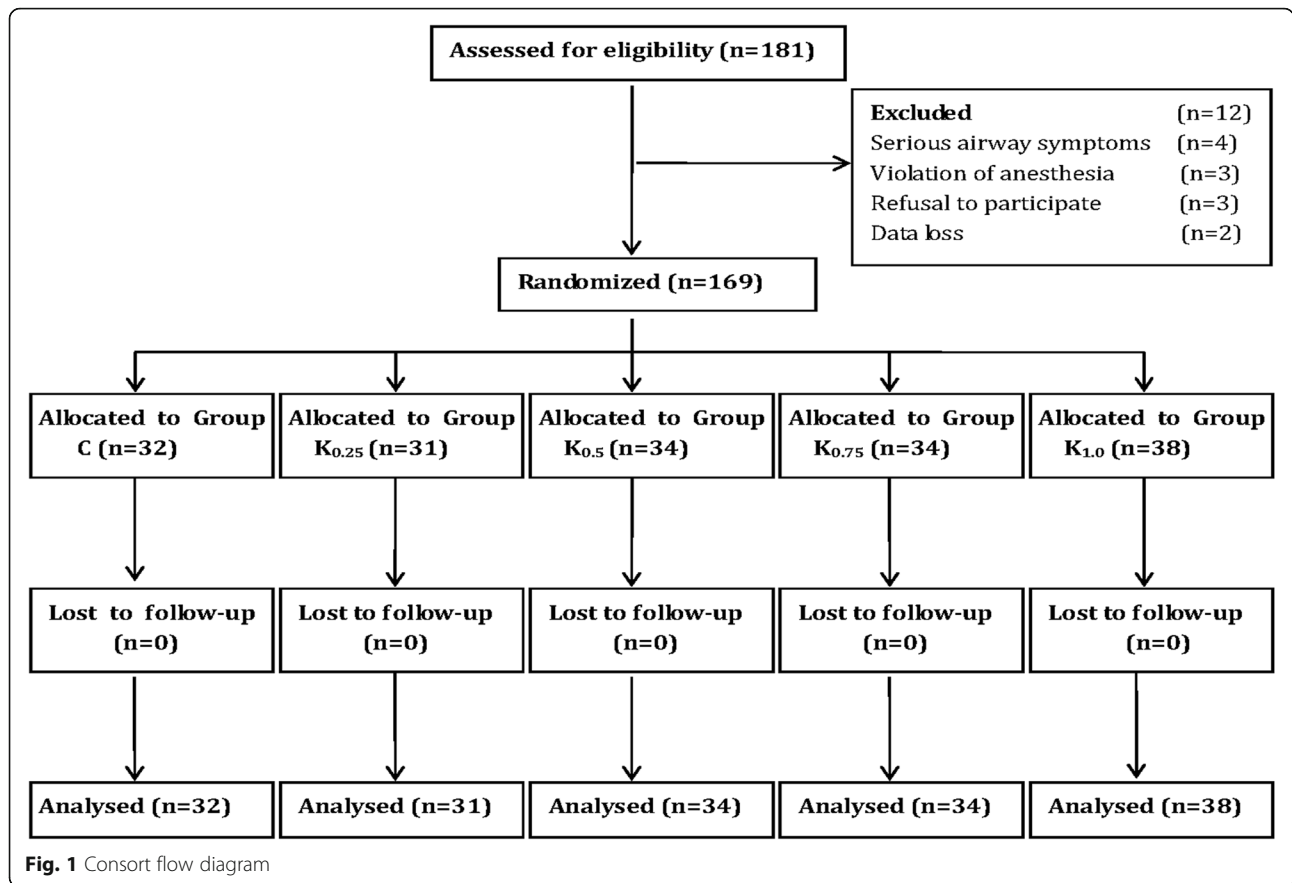 Assessed for eligibility (n=181)
Excluded (n=12)
Serious airway symptoms (n=4)
Violation of anesthesia (n=3)
Refusal to participate (n=3)
Data loss (n=2)
Randomized (n=169)
Allocated to Group
C (n=32)
Allocated to Group
K0.25 (n=31)
Allocated to Group
K0.5 (n=34)
Allocated to Group
K0.75 (n=34)
Allocated to Group
K1.0 (n=38)
Lost to follow-up
(n=0)
Lost to follow-up
(n=0)
Lost to follow-up
(n=0)
Lost to follow-up
(n=0)
Lost to follow-up
(n=0)
Analysed (n=32)
Analysed (n=31)
Analysed (n=34)
Analysed (n=34)
Analysed (n=38)
Fig. 1 Consort flow diagram